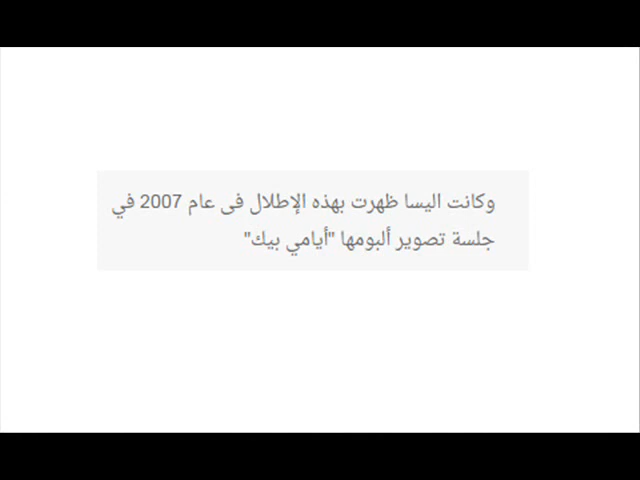 وكانت اليسا ظهرت بهذه الإطلال فى عام 2007 في
جلسة تصوير ألبومها "أيامي بيك"